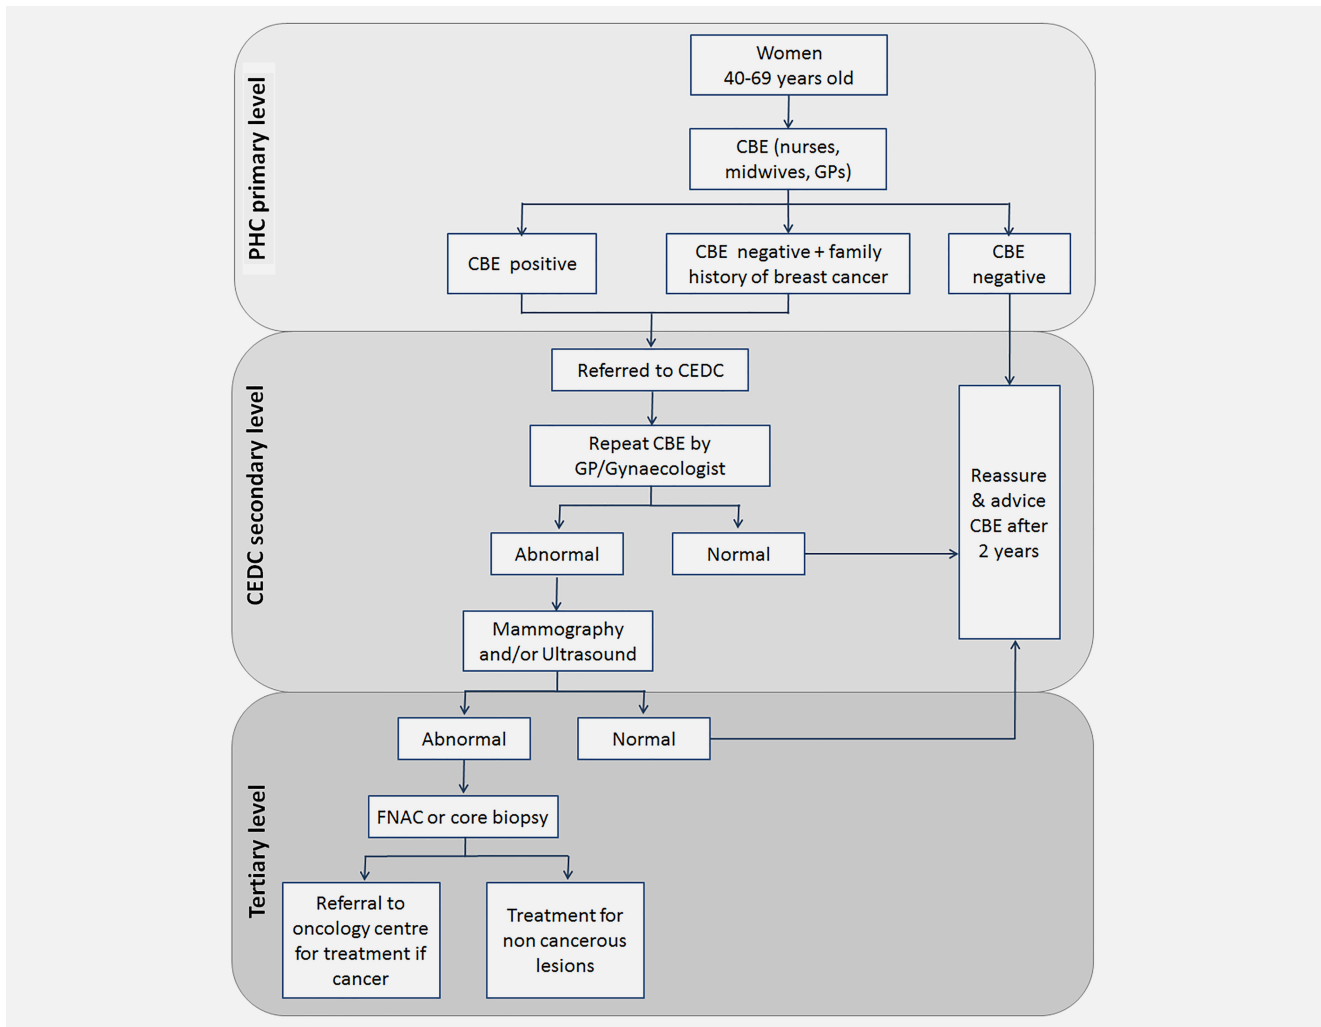 PHC primary level
Women
40-69 years old
CBE (nurses,
midwives, GPs)
CBE positive
CBE negative + family
history of breast cancer
CBE
negative
CEDC secondary level
Referred to CEDC
Repeat CBE by
GP/Gynaecologist
Abnormal
Normal
Reassure
& advice
CBE after
2 years
Mammography
and/or Ultrasound
Tertiary level
Abnormal
Normal
FNAC or core biopsy
Referral to
oncology centre
for treatment if
cancer
Treatment for
non cancerous
lesions